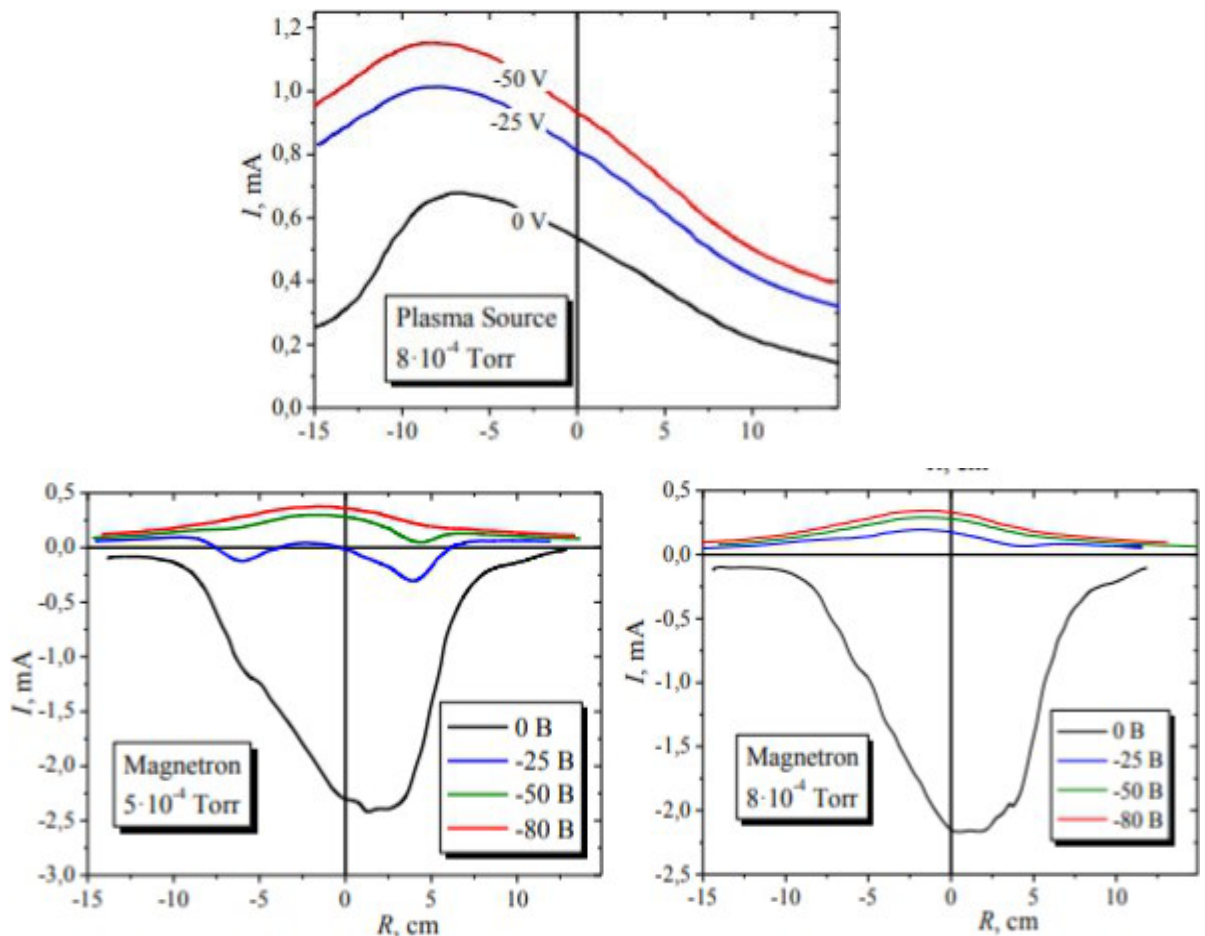 1,2
1,0
0,8
0,6
0,4
0,2
0,0
I, mA
-50 V
-25 V
0 V
Plasma Source
8·10⁻⁴ Torr
-15 -10 -5 0 5 10
0,5
0,0
-0,5
-1,0
-1,5
-2,0
-2,5
-3,0
I, mA
Magnetron
5·10⁻⁴ Torr
0 B
-25 B
-50 B
-80 B
-15 -10 -5 0 5 10
R, cm
0,5
0,0
-0,5
-1,0
-1,5
-2,0
-2,5
I, mA
Magnetron
8·10⁻⁴ Torr
0 B
-25 B
-50 B
-80 B
-15 -10 -5 0 5 10
R, cm